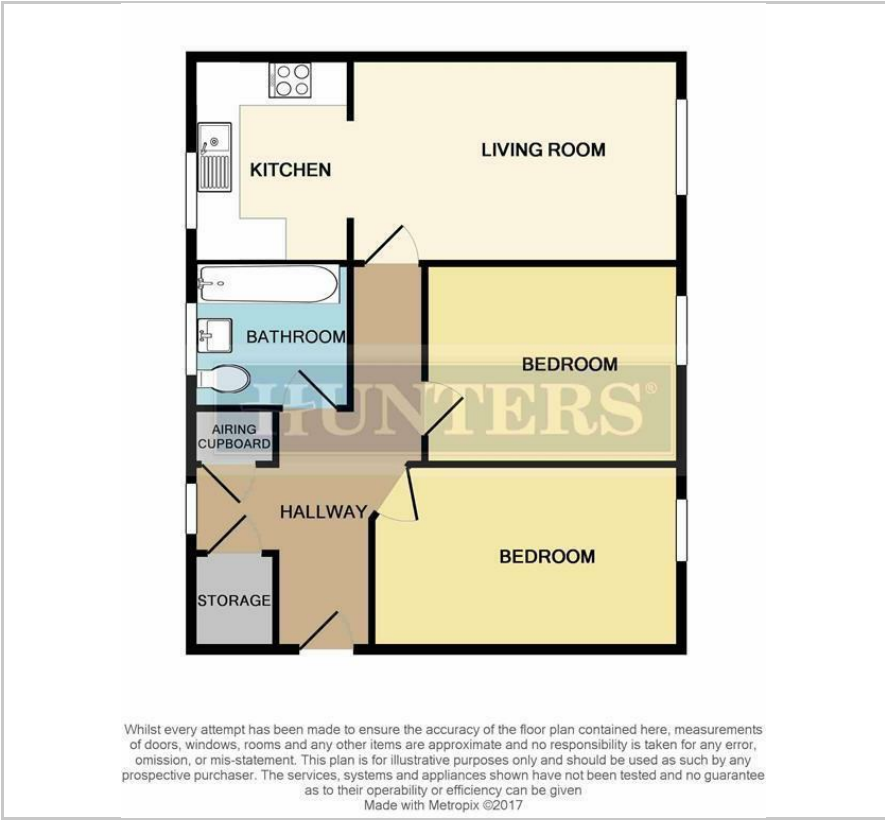 KITCHEN
LIVING ROOM
BATHROOM
BEDROOM
HUNTERS®
AIRING
CUPBOARD
HALLWAY
BEDROOM
STORAGE
Whilst every attempt has been made to ensure the accuracy of the floor plan contained here, measurements
of doors, windows, rooms and any other items are approximate and no responsibility is taken for any error,
omission, or mis-statement. This plan is for illustrative purposes only and should be used as such by any
prospective purchaser. The services, systems and appliances shown have not been tested and no guarantee
as to their operability or efficiency can be given
Made with Metropix ©2017